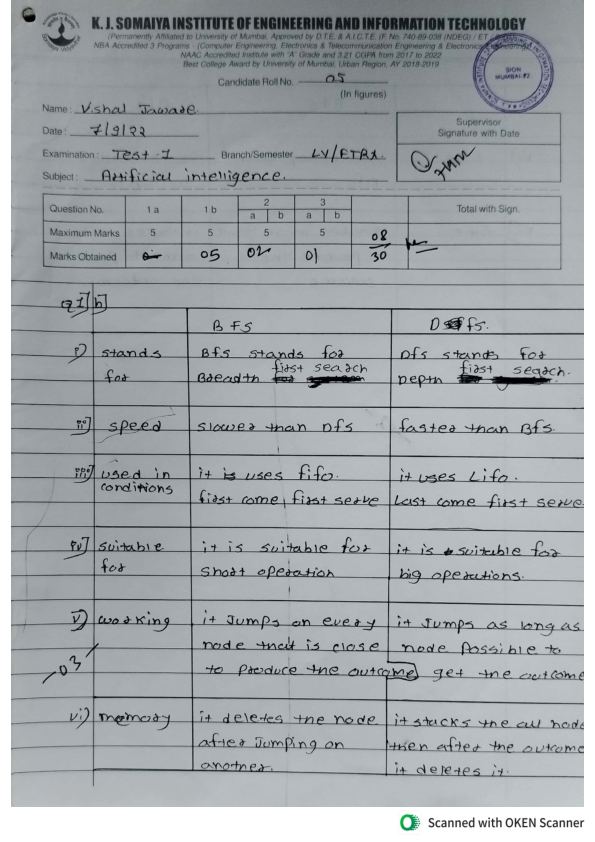 K. J. SOMAIYA INSTITUTE OF ENGINEERING AND INFORMATION TECHNOLOGY
(Permanently Affiliated to University of Mumbai, Approved by D.T.E. & A.I.C.T.E. (F. No. 740-89-036 (NDEG) / ET
NBA Accredited 3 Programs - (Computer Engineering, Electronics & Telecommunication Engineering & Electronics
NAAC Accredited Institute with "A" Grade and 3.21 CGPA from 2017 to 2022
Best College Award by University of Mumbai, Urban Region, AY 2018-2019
SION
MUMBAI-22
Candidate Roll No. 05
(In figures)
Name: Vishal Jawade
Date: 7/9/22
Supervisor
Signature with Date
Examination: Test-1 Branch/Semester LY/ETRX
Subject: Artificial intelligence.
Question No. 1 a 1 b 2 a b 3 a b Total with Sign.
Maximum Marks 5 5 5 5
Marks Obtained 05 02 01 08/30
Q1] b]
BFS Dfs.
i) stands for Bfs stands for Breadth first search Dfs stands for Depth first search.
ii] speed slower than Dfs faster than Bfs.
iii] used in conditions it is uses fifo. first come, first serve it uses Lifo. Last come first serve.
iv] suitable for it is suitable for short operation it is suitable for big operations.
v) working it Jumps on every node that is close to produce the outcome it Jumps as long as node possible to get the outcome
03
vi) memory it deletes the node after Jumping on another. it stacks the all node then after the outcome it deletes it.
Scanned with OKEN Scanner